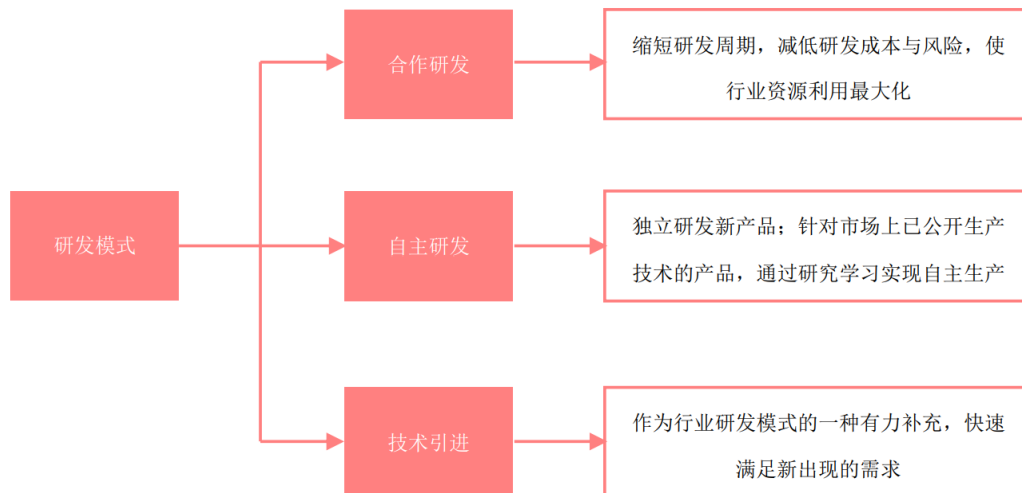 合作研发
缩短研发周期，减低研发成本与风险，使
行业资源利用最大化
研发模式
自主研发
独立研发新产品；针对市场上已公开生产
技术的产品，通过研究学习实现自主生产
技术引进
作为行业研发模式的一种有力补充，快速
满足新出现的需求